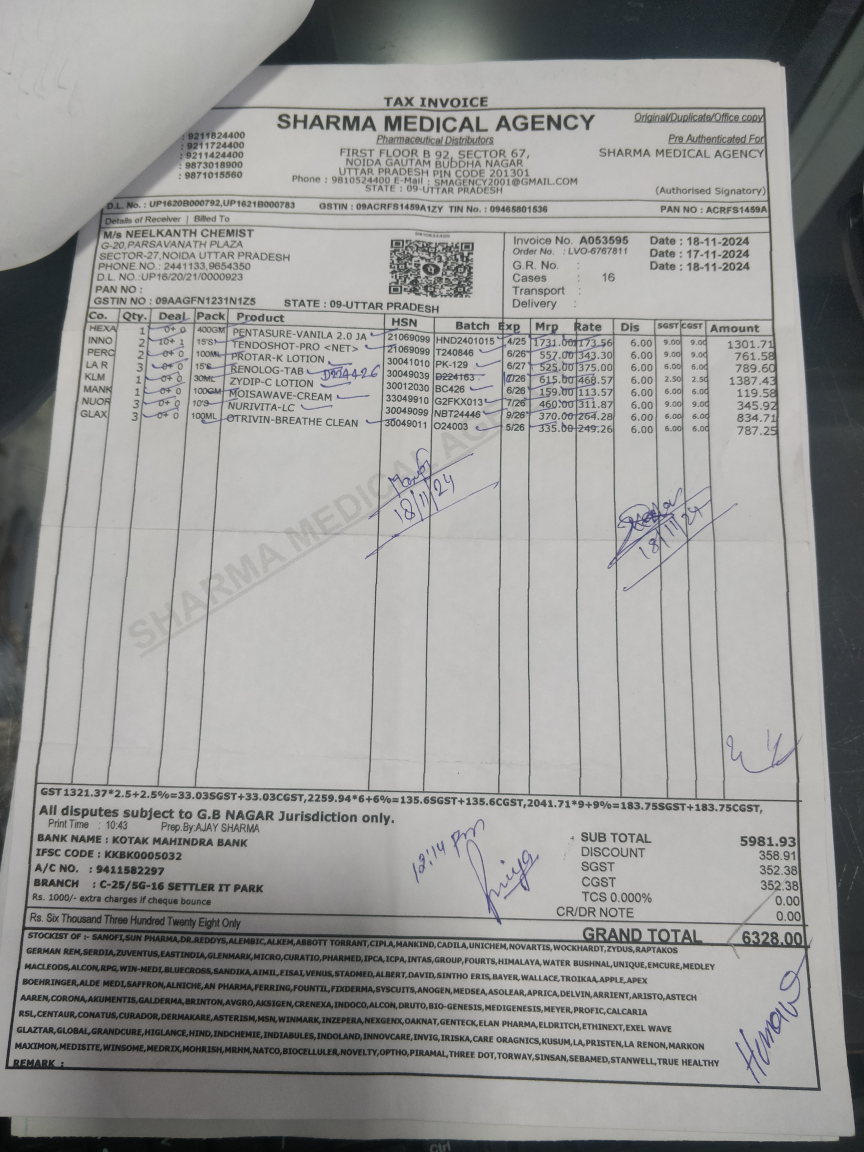 TAX INVOICE
Original/Duplicate/Office copy
SHARMA MEDICAL AGENCY
: 9211824400
: 9211724400
: 9211424400
: 9873018900
: 9871015560
Pharmaceutical Distributors
FIRST FLOOR B 92, SECTOR 67,
NOIDA GAUTAM BUDDHA NAGAR
UTTAR PRADESH PIN CODE 201301
Phone : 9810524400 E-Mail : SMAGENCY2001@GMAIL.COM
STATE : 09-UTTAR PRADESH
Pre Authenticated For
SHARMA MEDICAL AGENCY
(Authorised Signatory)
D.L. No. : UP1620B000792,UP1621B000783 GSTIN : 09ACRFS1459A1ZY TIN No. : 09465801536 PAN NO : ACRFS1459A
Details of Receiver | Billed To
M/s NEELKANTH CHEMIST
G-20,PARSAVANATH PLAZA
SECTOR-27,NOIDA UTTAR PRADESH
PHONE.NO.: 2441133,9654350
D.L. NO.:UP16/20/21/0000923
PAN NO :
GSTIN NO : 09AAGFN1231N1Z5 STATE : 09-UTTAR PRADESH
Invoice No. A053595 Date : 18-11-2024
Order No. : LVO-6767811 Date : 17-11-2024
G.R. No. : Date : 18-11-2024
Cases : 16
Transport :
Delivery :
Co. Qty. Deal Pack Product HSN Batch Exp Mrp Rate Dis SGST CGST Amount
HEXA 1 0+ 0 400GM PENTASURE-VANILA 2.0 JA 21069099 HND2401015 4/25 1731.00 1173.56 6.00 9.00 9.00 1301.71
INNO 2 10+ 1 15'S TENDOSHOT-PRO <NET> 21069099 T240846 6/26 557.00 343.30 6.00 9.00 9.00 761.58
PERC 2 0+ 0 100ML PROTAR-K LOTION 30041010 PK-129 6/27 525.00 375.00 6.00 6.00 6.00 789.60
LA R 3 0+ 0 15'S RENOLOG-TAB 30049039 D224163 7/26 615.00 468.57 6.00 2.50 2.50 1387.43
KLM 1 0+ 0 30ML ZYDIP-C LOTION 30012030 BC426 6/26 159.00 113.57 6.00 6.00 6.00 119.58
MANK 1 0+ 0 100GM MOISAWAVE-CREAM 33049910 G2FKX013 7/26 460.00 311.87 6.00 9.00 9.00 345.92
NUOR 3 0+ 0 10'S NURIVITA-LC 30049099 NBT24446 9/26 370.00 264.28 6.00 6.00 6.00 834.71
GLAX 3 0+ 0 100ML OTRIVIN-BREATHE CLEAN 30049011 O24003 5/26 335.00 249.26 6.00 6.00 6.00 787.25
18/11/24
18/11/24
SHARMA MEDICAL AGENCY
GST 1321.37*2.5+2.5%=33.03SGST+33.03CGST,2259.94*6+6%=135.6SGST+135.6CGST,2041.71*9+9%=183.75SGST+183.75CGST,
All disputes subject to G.B NAGAR Jurisdiction only.
Print Time : 10:43 Prep.By:AJAY SHARMA
BANK NAME : KOTAK MAHINDRA BANK
IFSC CODE : KKBK0005032
A/C NO. : 9411582297
BRANCH : C-25/5G-16 SETTLER IT PARK
Rs. 1000/- extra charges if cheque bounce
12:14 Pm
SUB TOTAL 5981.93
DISCOUNT 358.91
SGST 352.38
CGST 352.38
TCS 0.000% 0.00
CR/DR NOTE 0.00
Rs. Six Thousand Three Hundred Twenty Eight Only
GRAND TOTAL 6328.00
STOCKIST OF :- SANOFI,SUN PHARMA,DR.REDDYS,ALEMBIC,ALKEM,ABBOTT TORRANT,CIPLA,MANKIND,CADILA,UNICHEM,NOVARTIS,WOCKHARDT,ZYDUS,RAPTAKOS
GERMAN REM,SERDIA,ZUVENTUS,EASTINDIA,GLENMARK,MICRO,CURATIO,PHARMED,IPCA,ICPA,INTAS,GROUP,FOURTS,HIMALAYA,WATER BUSHNAL,UNIQUE,EMCURE,MEDLEY
MACLEODS,ALCON,RPG,WIN-MEDI,BLUECROSS,SANDIKA,AIMIL,EISAI,VENUS,STADMED,ALBERT,DAVID,SINTHO ERIS,BAYER,WALLACE,TROIKAA,APPLE,APEX
BOEHRINGER,ALDE MEDI,SAFFRON,ALNICHE,AN PHARMA,FERRING,FOUNTIL,FIXDERMA,SYSCUITS,ANOGEN,MEDSEA,ASOLEAR,APRICA,DELVIN,ARRIENT,ARISTO,ASTECH
AAREN,CORONA,AKUMENTIS,GALDERMA,BRINTON,AVGRO,AKSIGEN,CRENEXA,INDOCO,ALCON,DRUTO,BIO-GENESIS,MEDIGENESIS,MEYER,PROFIC,CALCARIA
RSL,CENTAUR,CONATUS,CURADOR,DERMAKARE,ASTERISM,MSN,WINMARK,INZEPERA,NEXGENX,OAKNAT,GENTECK,ELAN PHARMA,ELDRITCH,ETHINEXT,EXEL WAVE
GLAZTAR,GLOBAL,GRANDCURE,HIGLANCE,HIND,INDCHEMIE,INDIABULES,INDOLAND,INNOVCARE,INVIG,IRISKA,CARE ORAGNICS,KUSUM,LA,PRISTEN,LA RENON,MARKON
MAXIMON,MEDISITE,WINSOME,MEDRIX,MOHRISH,MRHM,NATCO,BIOCELLULER,NOVELTY,OPTHO,PIRAMAL,THREE DOT,TORWAY,SINSAN,SEBAMED,STANWELL,TRUE HEALTHY
REMARK :